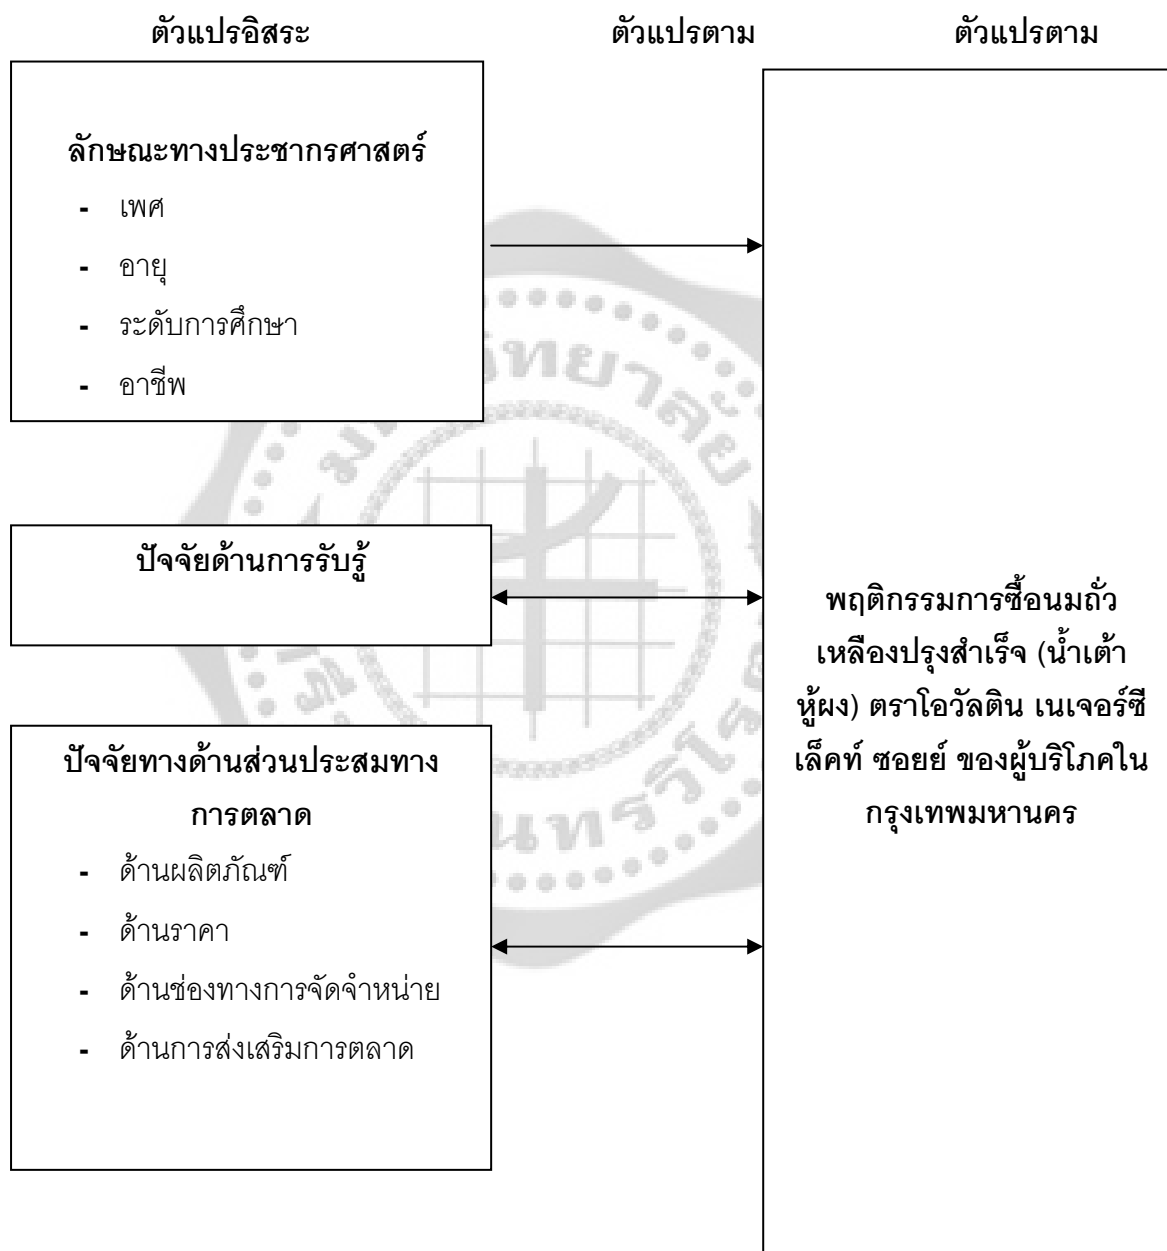 ตัวแปรอิสระ ตัวแปรตาม ตัวแปรตาม
ลักษณะทางประชากรศาสตร์
- เพศ
- อายุ
- ระดับการศึกษา
- อาชีพ
ปัจจัยด้านการรับรู้
ปัจจัยทางด้านส่วนประสมทาง
การตลาด
- ด้านผลิตภัณฑ์
- ด้านราคา
- ด้านช่องทางการจัดจำหน่าย
- ด้านการส่งเสริมการตลาด
พฤติกรรมการซื้อนมถั่ว
เหลืองปรุงสำเร็จ (น้ำเต้า
หู้ผง) ตราโอวัลติน เนเจอร์ซี
เล็คท์ ซอยย์ ของผู้บริโภคใน
กรุงเทพมหานคร